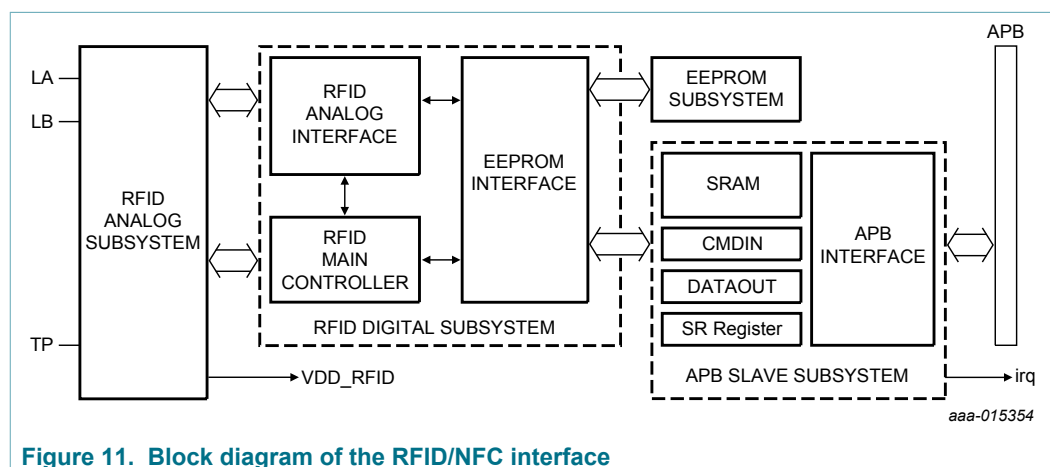 APB
LA
LB
TP
RFID
ANALOG
SUBSYSTEM
RFID
ANALOG
INTERFACE
RFID
MAIN
CONTROLLER
EEPROM
INTERFACE
RFID DIGITAL SUBSYSTEM
VDD_RFID
EEPROM
SUBSYSTEM
SRAM
CMDIN
DATAOUT
SR Register
APB
INTERFACE
APB SLAVE SUBSYSTEM
irq
aaa-015354
Figure 11. Block diagram of the RFID/NFC interface